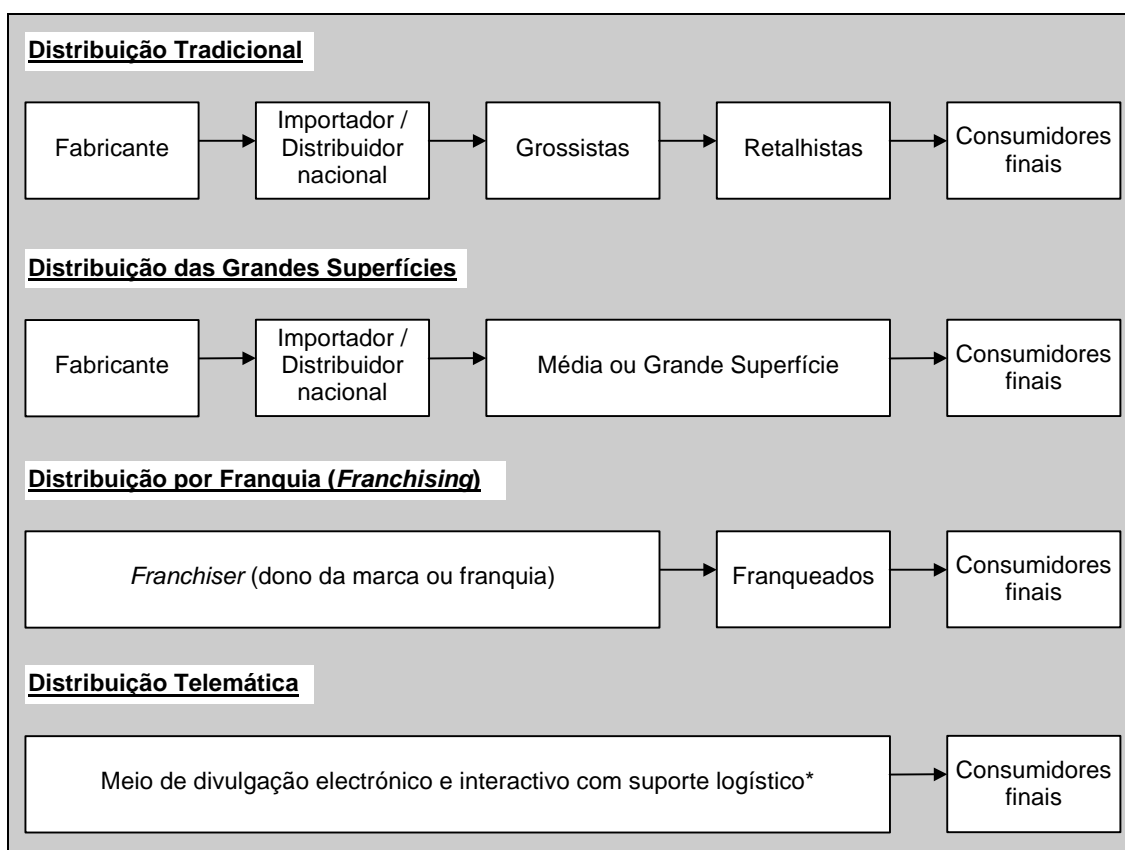 Distribuição Tradicional
Fabricante
Importador /
Distribuidor
nacional
Grossistas
Retalhistas
Consumidores
finais
Distribuição das Grandes Superfícies
Fabricante
Importador /
Distribuidor
nacional
Média ou Grande Superfície
Consumidores
finais
Distribuição por Franquia (Franchising)
Franchiser (dono da marca ou franquia)
Franqueados
Consumidores
finais
Distribuição Telemática
Meio de divulgação electrónico e interactivo com suporte logístico*
Consumidores
finais